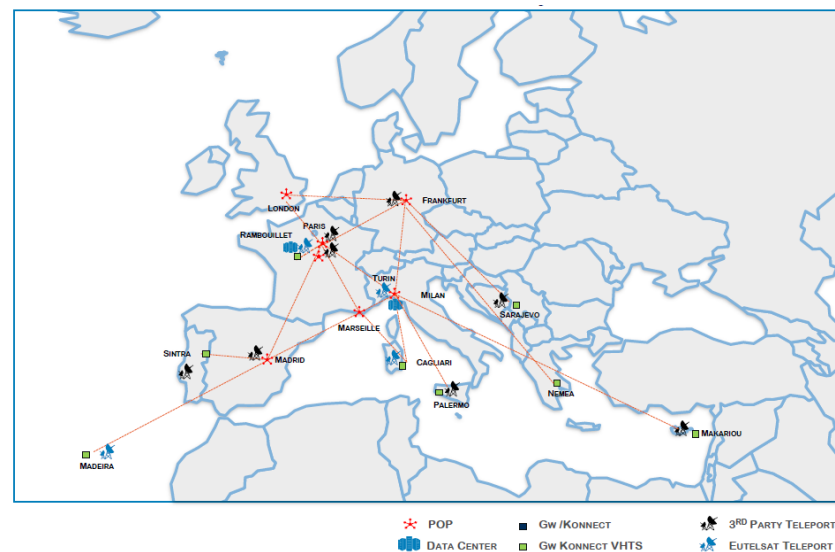 LONDON
FRANKFURT
PARIS
RAMBOUILLET
TURIN
MILAN
SARAJEVO
MARSEILLE
SINTRA
MADRID
CAGLIARI
PALERMO
NEMEA
MAKARIOU
MADEIRA
POP
GW /KONNECT
3RD PARTY TELEPORT
DATA CENTER
GW KONNECT VHTS
EUTELSAT TELEPORT